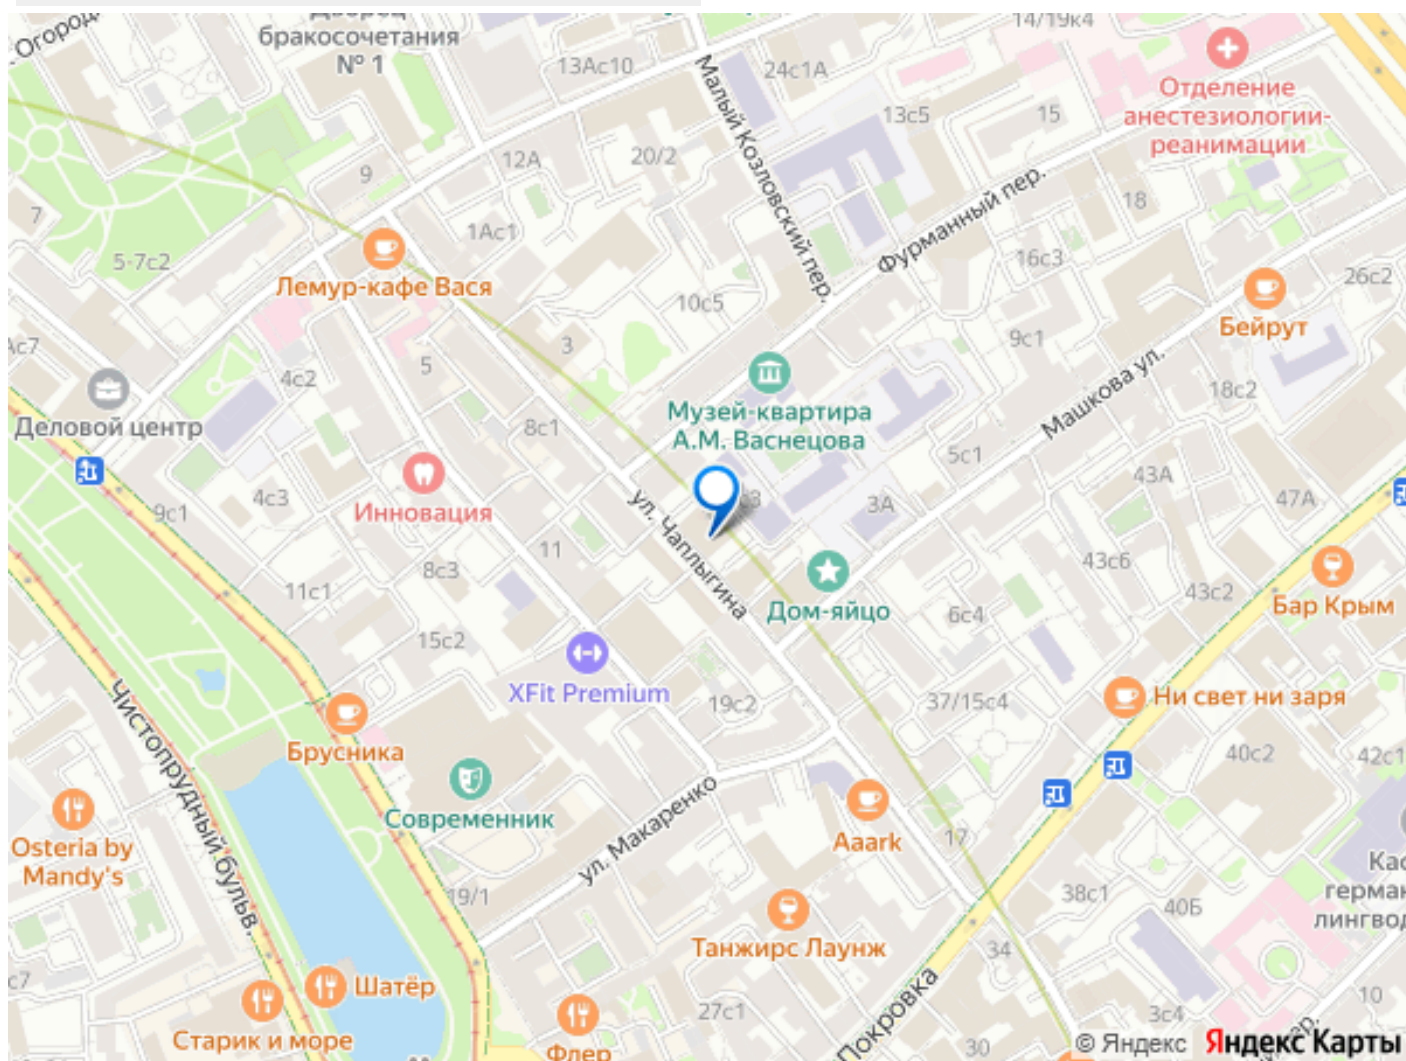 Огород
Дворец
бракосочетания
№ 1
14/19к4
13Ас10
24с1А
Малый Козловский пер.
Отделение
анестезиологии-
реанимации
13с5
15
12А
20/2
9
7
18
Фурманный пер.
1Ас1
5-7с2
16с3
Лемур-кафе Вася
10с5
26с2
Бейрут
3
9с1
5
4с2
18с2
Машкова ул.
Деловой центр
Музей-квартира
А.М. Васнецова
8с1
5с1
43А
47А
4с3
9с1
Инновация
ул. Чаплыгина
3А
11
8с3
43с6
11с1
43с2
Дом-яйцо
Бар Крым
6с4
15с2
XFit Premium
19с2
37/15с4
Ни свет ни заря
Чистопрудный бульв.
Брусника
40с2
42с1
Современник
ул. Макаренко
Aaark
17
Osteria by
Mandy's
19/1
38с1
40Б
герман
лингвод
Танжирс Лаунж
34
Покровка
Шатёр
27с1
10
3с4
Старик и море
Флер
30
© Яндекс
Яндекс Карты